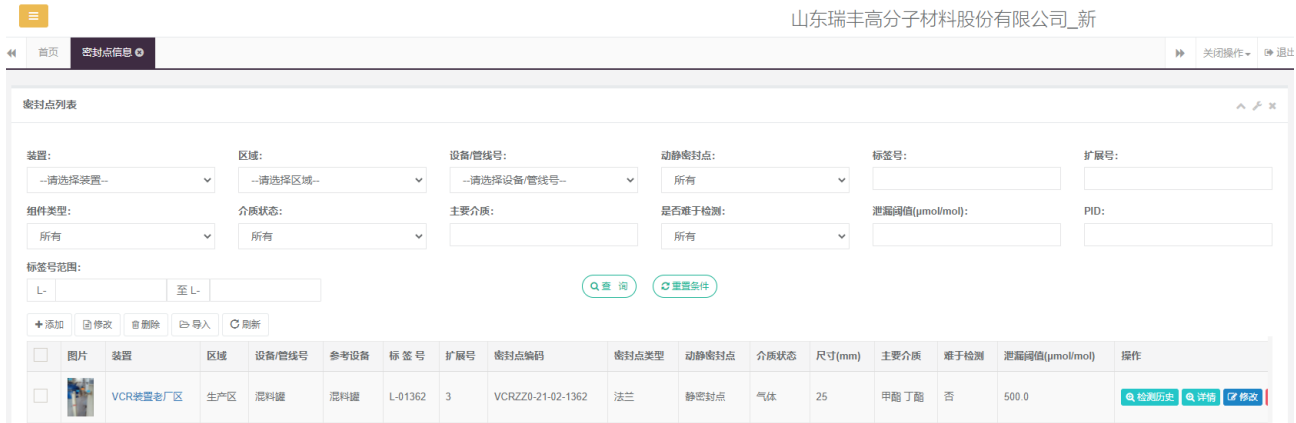 山东瑞丰高分子材料股份有限公司_新
首页 密封点信息 关闭操作 退出
密封点列表
装置: 区域: 设备/管线号: 动静密封点: 标签号: 扩展号:
--请选择装置-- --请选择区域-- --请选择设备/管线号-- 所有
组件类型: 介质状态: 主要介质: 是否难于检测: 泄漏阈值(μmol/mol): PID:
所有 所有 所有
标签号范围:
L- 至 L- 查 询 重置条件
添加 修改 删除 导入 刷新
图片 装置 区域 设备/管线号 参考设备 标 签 号 扩展号 密封点编码 密封点类型 动静密封点 介质状态 尺寸(mm) 主要介质 难于检测 泄漏阈值(μmol/mol) 操作
VCR装置老厂区 生产区 混料罐 混料罐 L-01362 3 VCRZZ0-21-02-1362 法兰 静密封点 气体 25 甲酯 丁酯 否 500.0 检测历史 详情 修改